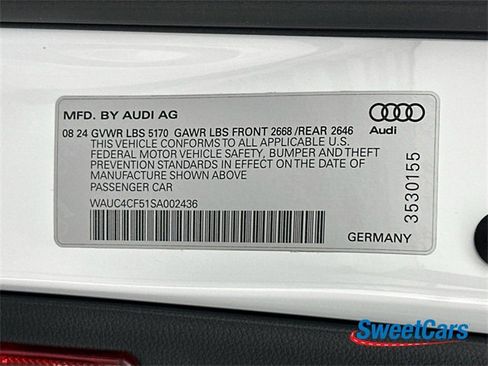 MFD. BY AUDI AG
08 24 GVWR LBS 5170 GAWR LBS FRONT 2668 /REAR 2646
THIS VEHICLE CONFORMS TO ALL APPLICABLE U.S.
FEDERAL MOTOR VEHICLE SAFETY, BUMPER AND THEFT
PREVENTION STANDARDS IN EFFECT ON THE DATE OF
MANUFACTURE SHOWN ABOVE
PASSENGER CAR
WAUC4CF51SA002436
Audi
3530155
GERMANY
SweetCars